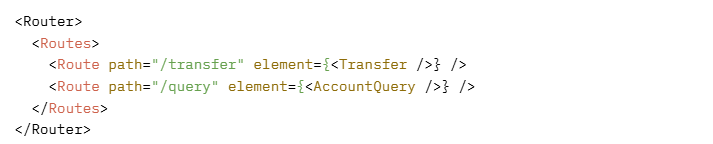 <Router>
  <Routes>
    <Route path="/transfer" element={<Transfer />} />
    <Route path="/query" element={<AccountQuery />} />
  </Routes>
</Router>